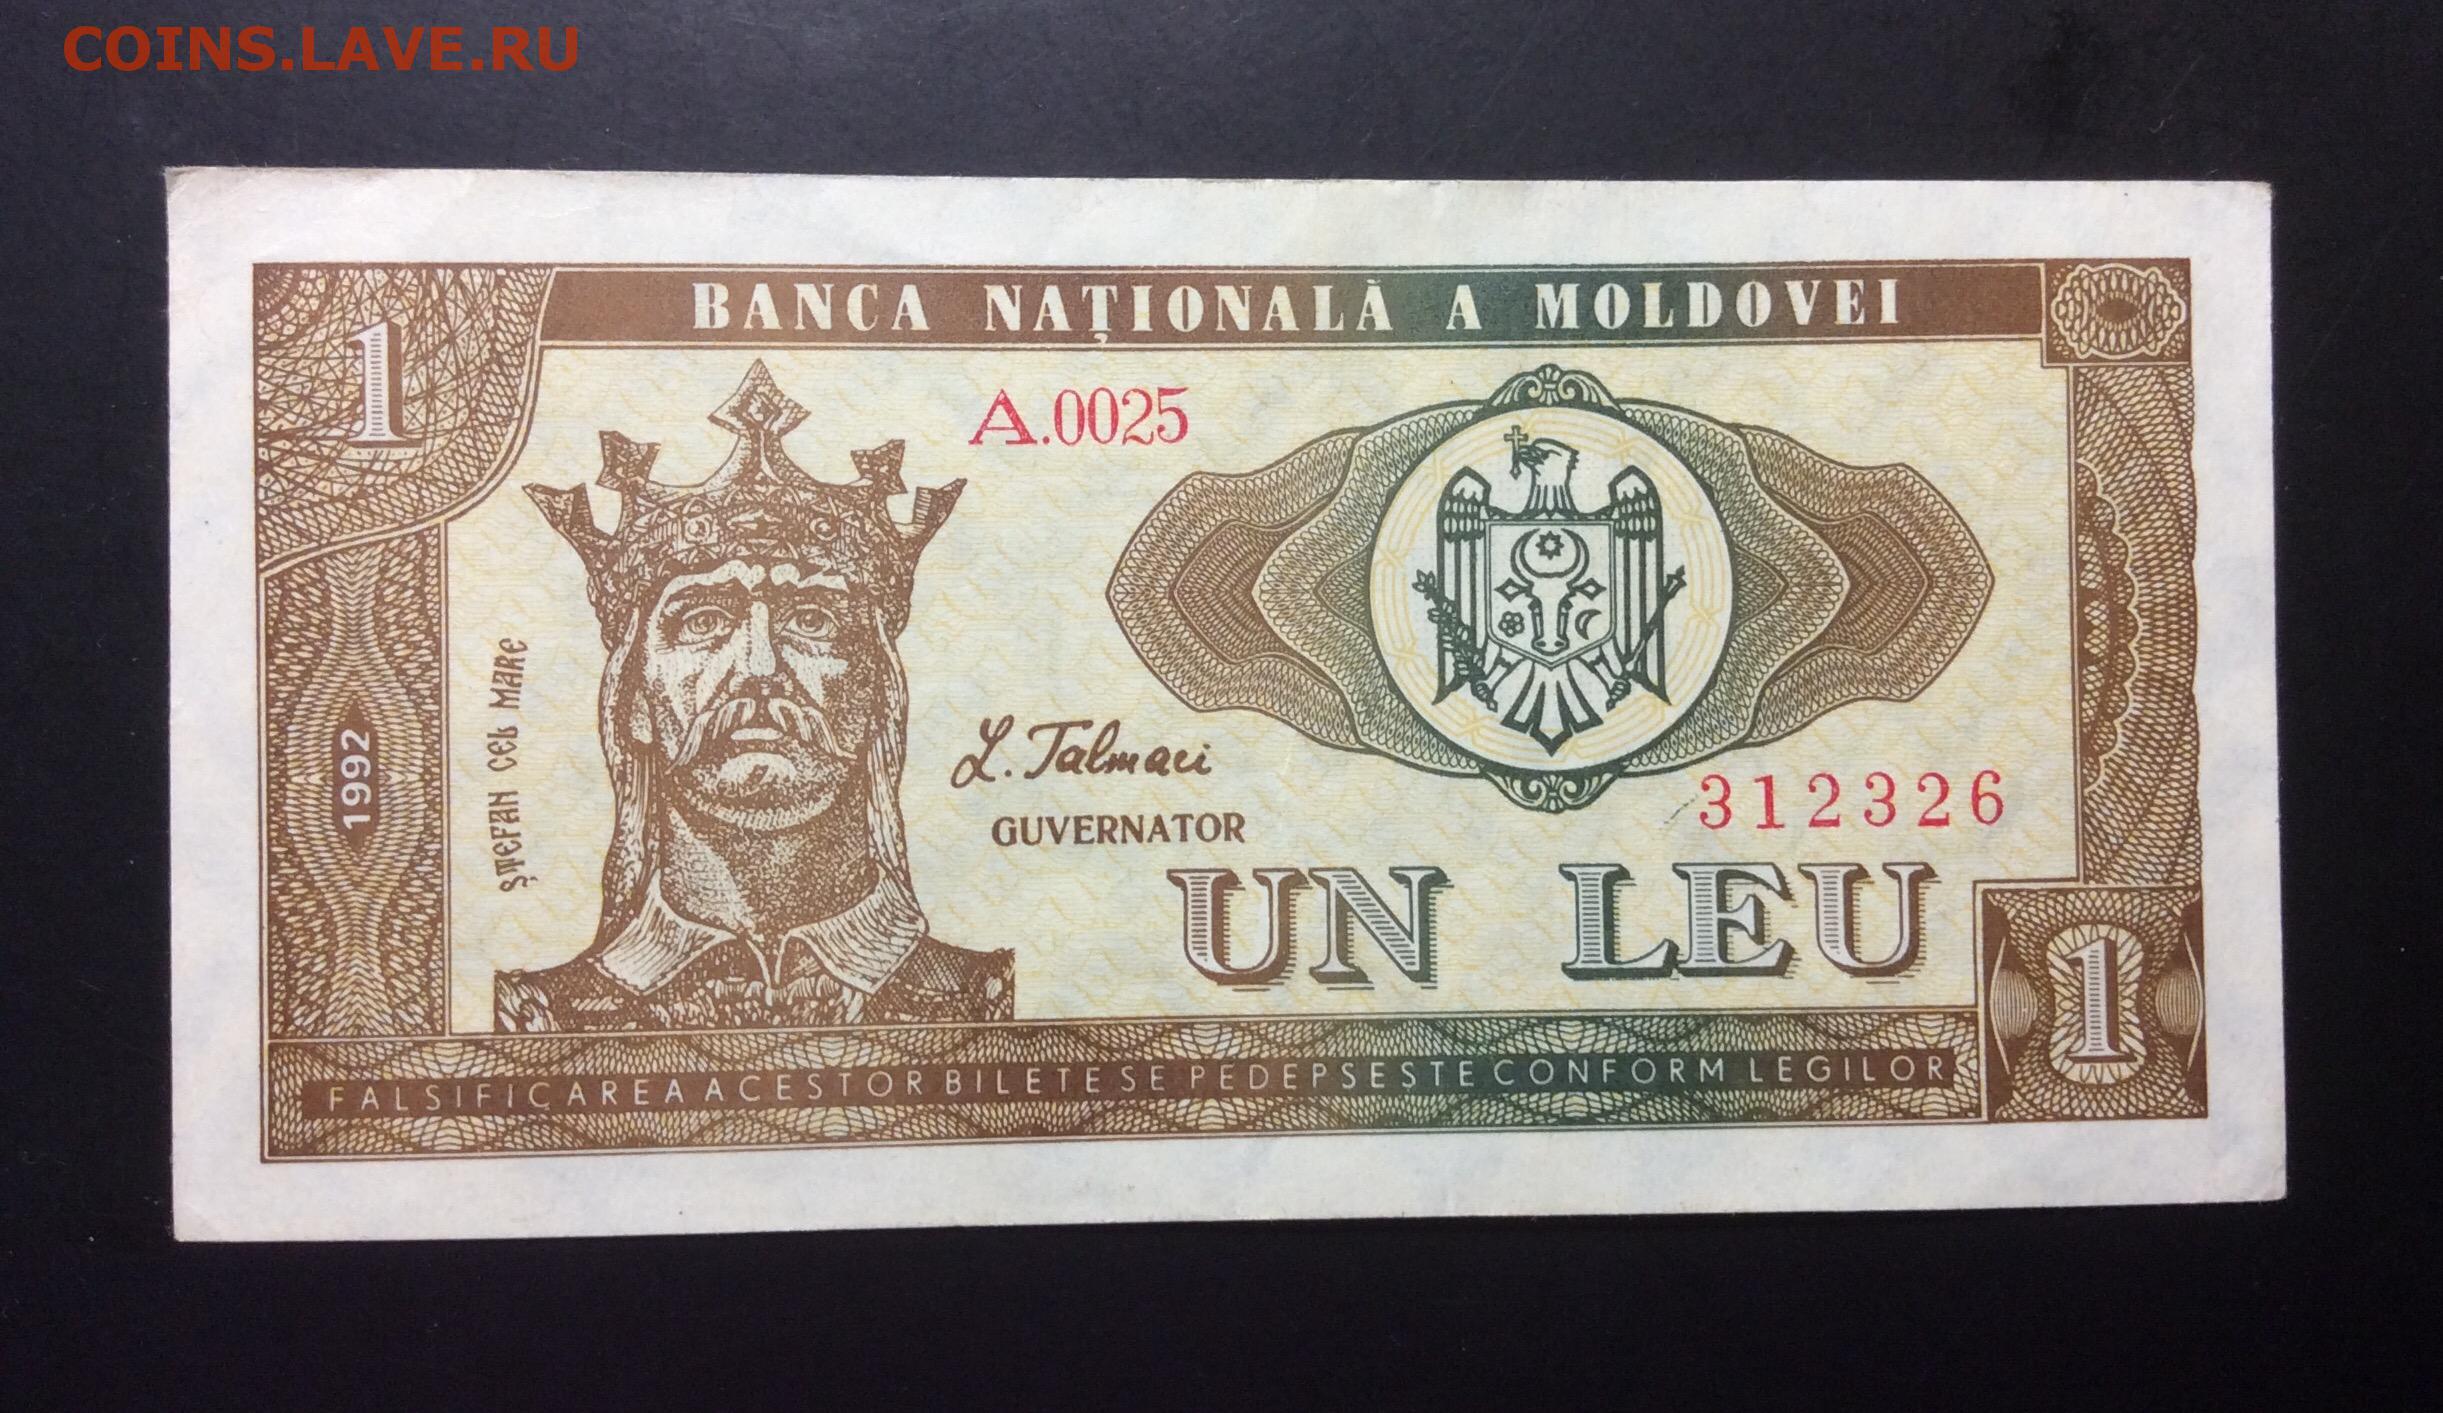 COINS.LAVE.RU
1
BANCA NAȚIONALĂ A MOLDOVEI
A.0025
ȘTEFAN CEL MARE
1992
L. Talmaci
GUVERNATOR
312326
UN LEU
1
FALSIFICAREA ACESTOR BILETE SE PEDEPSEȘTE CONFORM LEGILOR